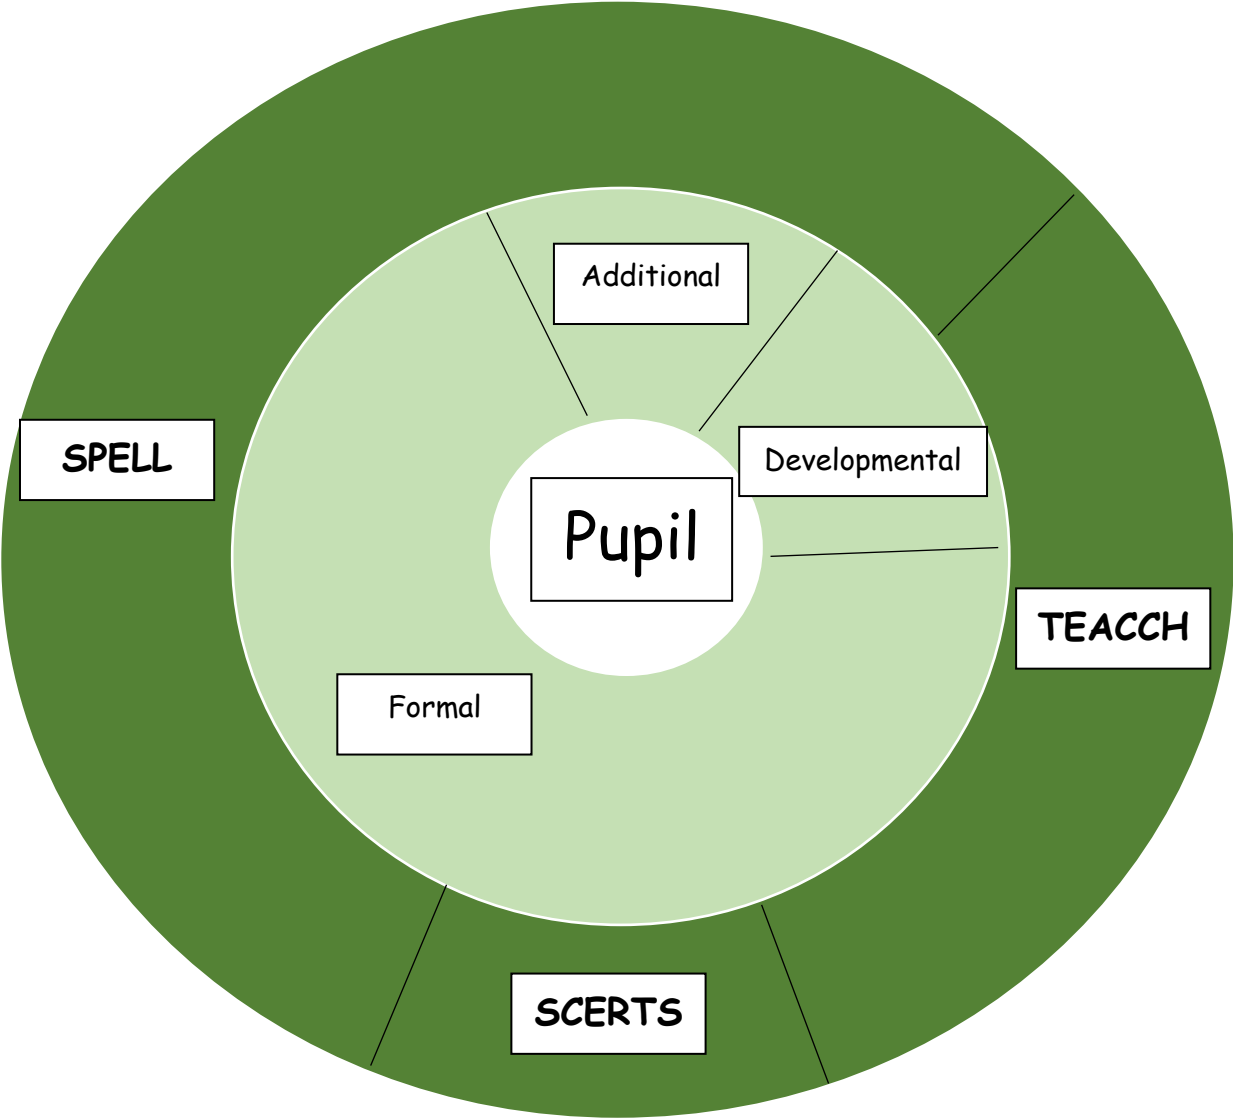 Additional
SPELL
Developmental
Pupil
TEACCH
Formal
SCERTS